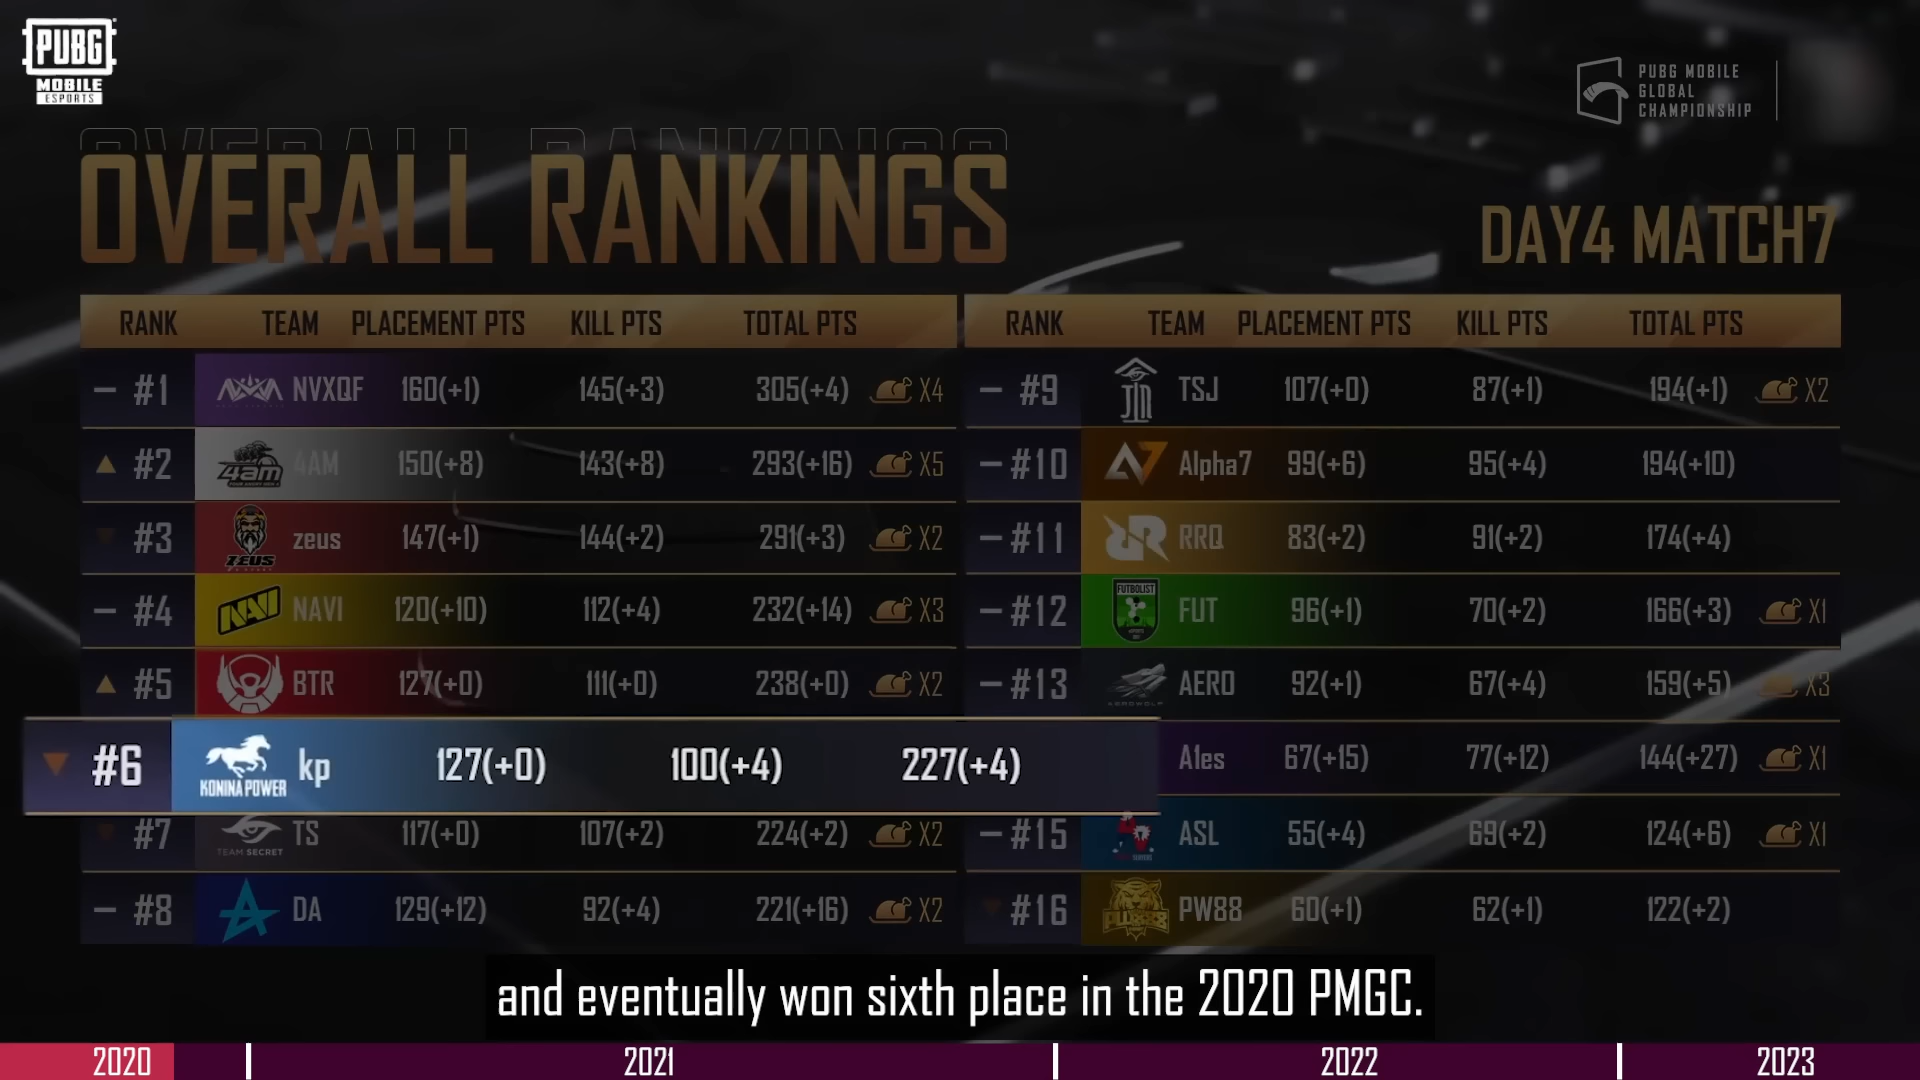 PUBG
MOBILE
ESPORTS
PUBG MOBILE
GLOBAL
CHAMPIONSHIP
OVERALL RANKINGS
DAY4 MATCH7
RANK TEAM PLACEMENT PTS KILL PTS TOTAL PTS
#1 NVXQF 160(+1) 145(+3) 305(+4) X4
#2 4am 4AM 150(+8) 143(+8) 293(+16) X5
#3 ZEUS zeus 147(+1) 144(+2) 291(+3) X2
#4 NAVI NAVI 120(+10) 112(+4) 232(+14) X3
#5 BTR 127(+0) 111(+0) 238(+0) X2
#6 KONINA POWER kp 127(+0) 100(+4) 227(+4)
#7 TEAM SECRET TS 117(+0) 107(+2) 224(+2) X2
#8 DA 129(+12) 92(+4) 221(+16) X2
RANK TEAM PLACEMENT PTS KILL PTS TOTAL PTS
#9 TSJ 107(+0) 87(+1) 194(+1) X2
#10 A7 Alpha7 99(+6) 95(+4) 194(+10)
#11 RRQ 83(+2) 91(+2) 174(+4)
#12 FUTBOLIST FUT 96(+1) 70(+2) 166(+3) X1
#13 AEROWOLF AERO 92(+1) 67(+4) 159(+5) X3
A1es 67(+15) 77(+12) 144(+27) X1
#15 ASL 55(+4) 69(+2) 124(+6) X1
#16 PW88 60(+1) 62(+1) 122(+2)
and eventually won sixth place in the 2020 PMGC.
2020 2021 2022 2023